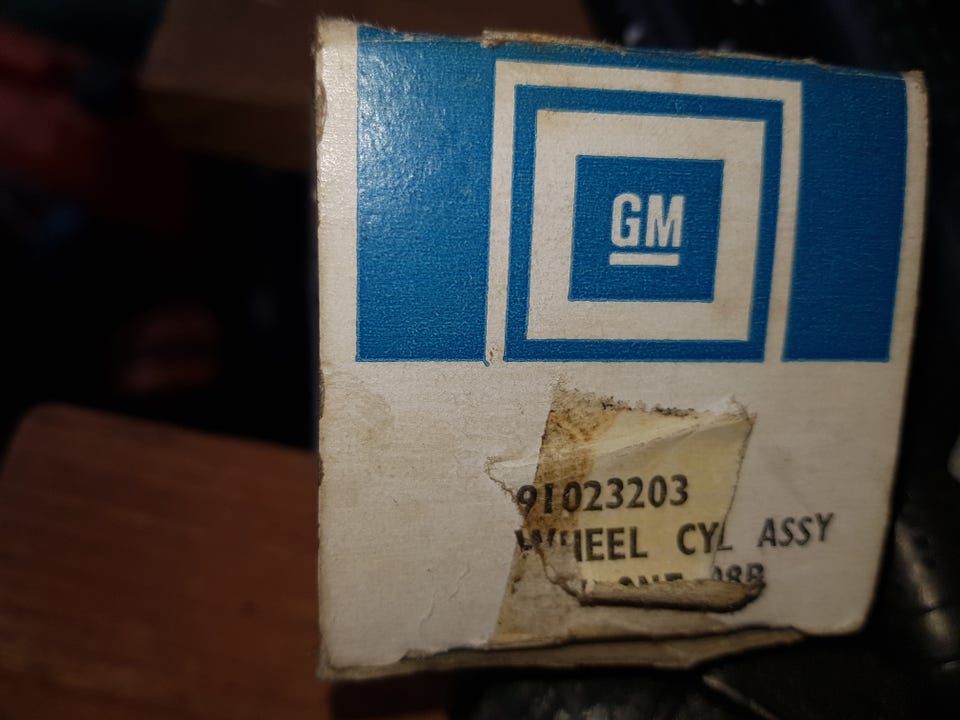 GM
91023203
WHEEL CYL ASSY